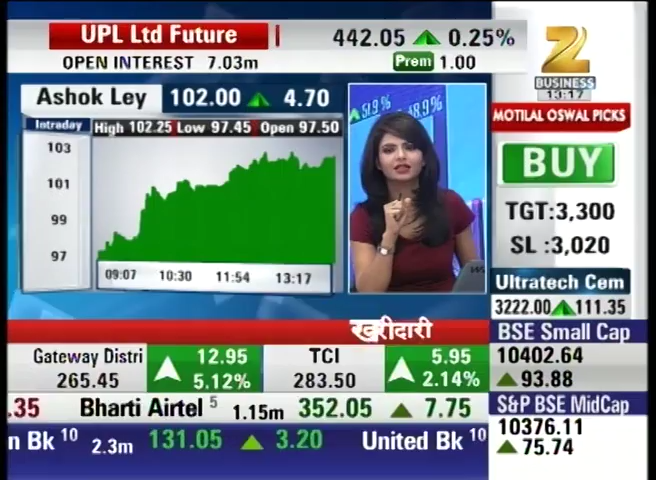 UPL Ltd Future
442.05 0.25%
OPEN INTEREST 7.03m
Prem 1.00
Z
BUSINESS
13:17
Ashok Ley 102.00 4.70
Intraday High 102.25 Low 97.45 Open 97.50
103
101
99
97
09:07 10:30 11:54 13:17
51.9%
48.9%
MOTILAL OSWAL PICKS
BUY
TGT:3,300
SL :3,020
Ultratech Cem
3222.00 111.35
खरीदारी
Gateway Distri 12.95 TCI 5.95
265.45 5.12% 283.50 2.14%
BSE Small Cap
10402.64
93.88
.35 Bharti Airtel 5 1.15m 352.05 7.75
S&P BSE MidCap
10376.11
75.74
n Bk 10 2.3m 131.05 3.20 United Bk 10